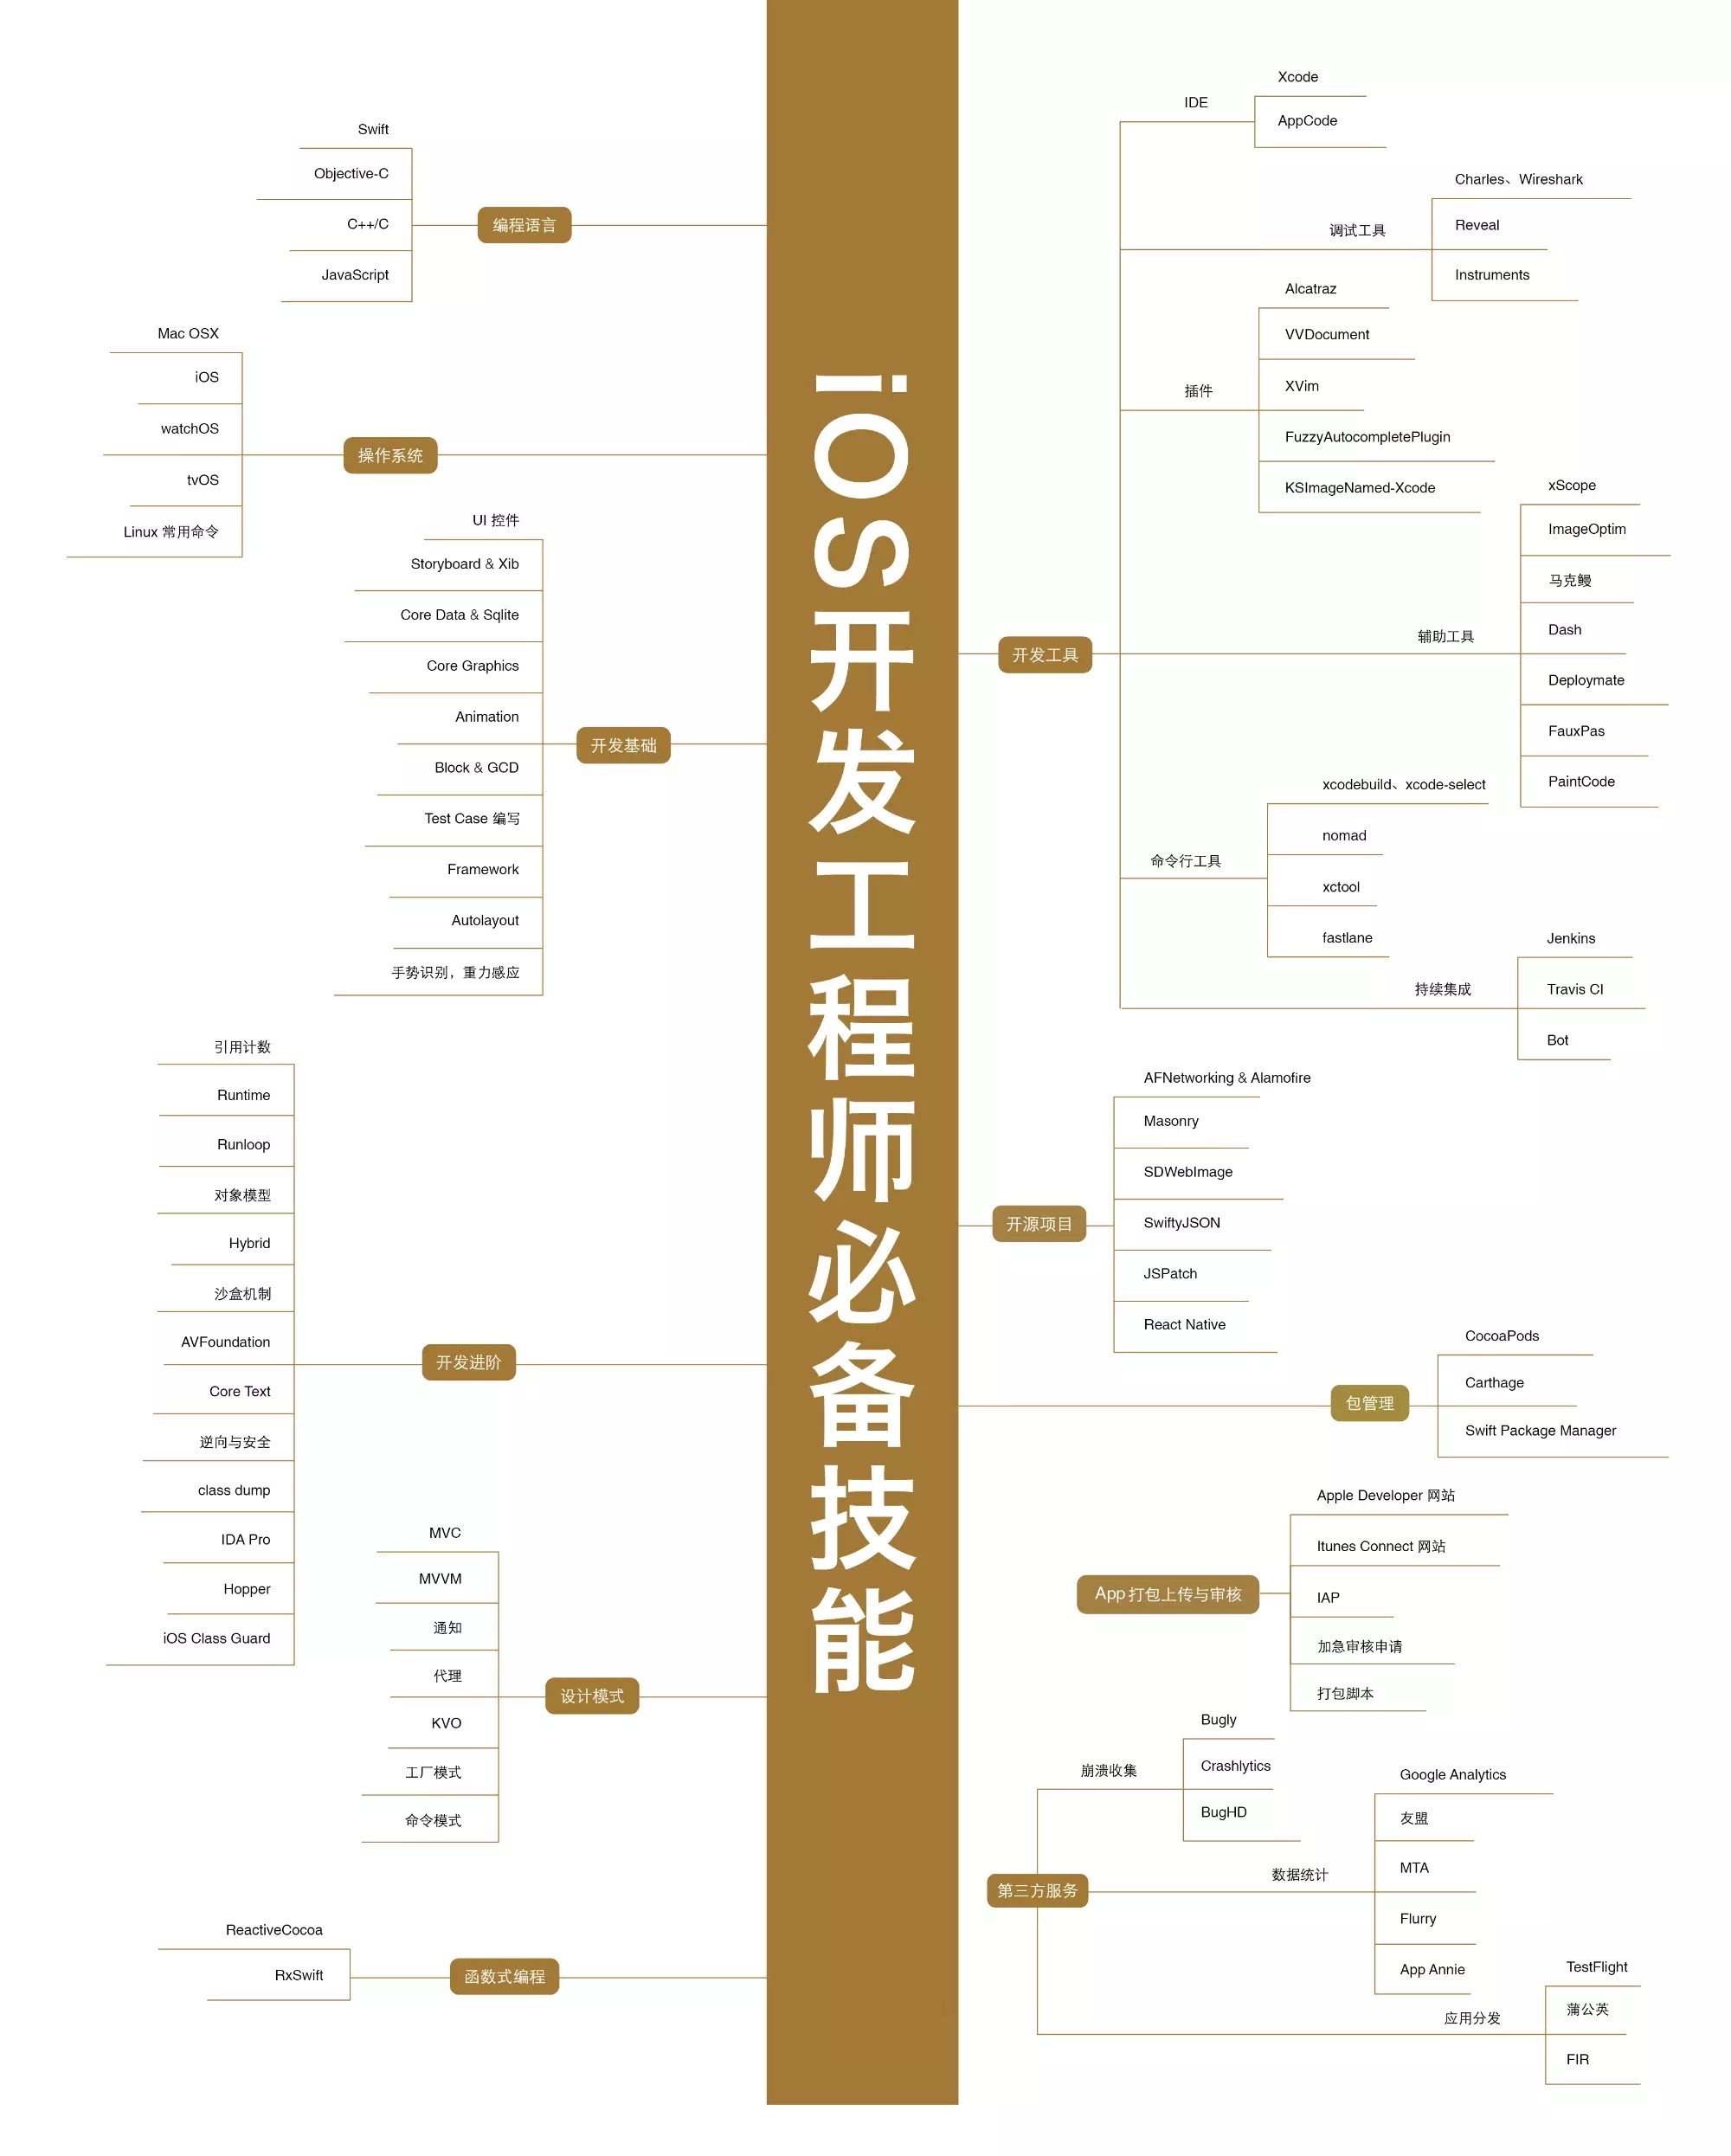 iOS开发工程师必备技能
编程语言
Swift
Objective-C
C++/C
JavaScript
操作系统
Mac OSX
iOS
watchOS
tvOS
Linux 常用命令
开发基础
UI 控件
Storyboard & Xib
Core Data & Sqlite
Core Graphics
Animation
Block & GCD
Test Case 编写
Framework
Autolayout
手势识别，重力感应
开发进阶
引用计数
Runtime
Runloop
对象模型
Hybrid
沙盒机制
AVFoundation
Core Text
逆向与安全
class dump
IDA Pro
Hopper
iOS Class Guard
设计模式
MVC
MVVM
通知
代理
KVO
工厂模式
命令模式
函数式编程
ReactiveCocoa
RxSwift
开发工具
IDE
Xcode
AppCode
调试工具
Charles、Wireshark
Reveal
Instruments
插件
Alcatraz
VVDocument
XVim
FuzzyAutocompletePlugin
KSImageNamed-Xcode
辅助工具
xScope
ImageOptim
马克鳗
Dash
Deploymate
FauxPas
PaintCode
命令行工具
xcodebuild、xcode-select
nomad
xctool
fastlane
持续集成
Jenkins
Travis CI
Bot
开源项目
AFNetworking & Alamofire
Masonry
SDWebImage
SwiftyJSON
JSPatch
React Native
包管理
CocoaPods
Carthage
Swift Package Manager
App 打包上传与审核
Apple Developer 网站
Itunes Connect 网站
IAP
加急审核申请
打包脚本
第三方服务
崩溃收集
Bugly
Crashlytics
BugHD
数据统计
Google Analytics
友盟
MTA
Flurry
App Annie
应用分发
TestFlight
蒲公英
FIR